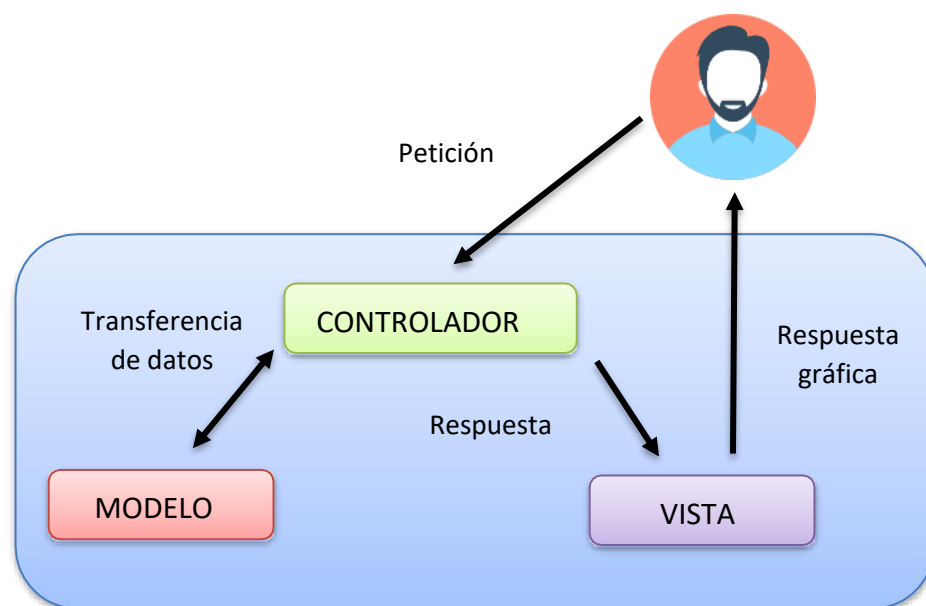 Petición
CONTROLADOR
Transferencia
de datos
Respuesta
gráfica
Respuesta
MODELO
VISTA